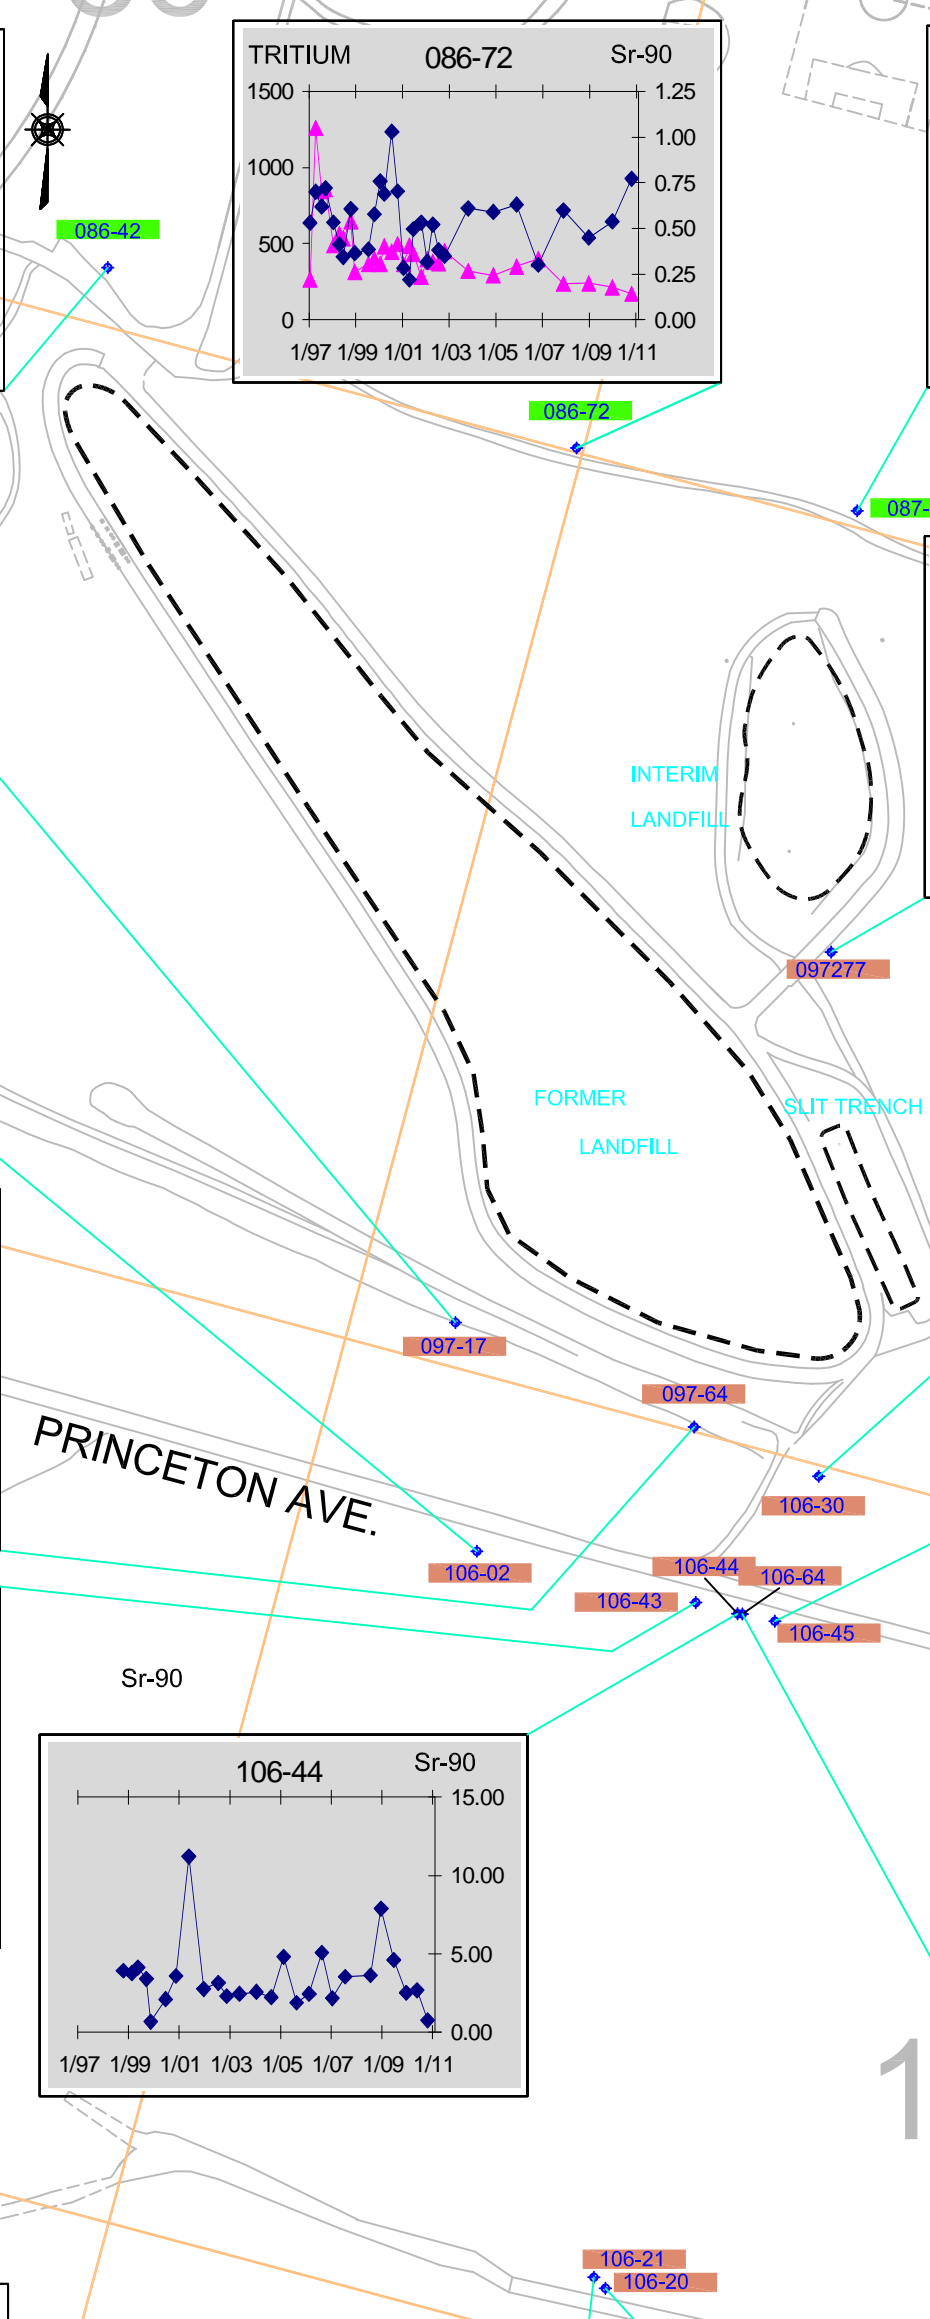 TRITIUM 086-72 Sr-90
1500 1.25
1.00
1000 0.75
500 0.50
0.25
0 0.00
1/97 1/99 1/01 1/03 1/05 1/07 1/09 1/11
086-42
086-72
087-
INTERIM
LANDFILL
097277
FORMER
LANDFILL
SLIT TRENCH
097-17
097-64
PRINCETON AVE.
106-30
106-02
106-44
106-64
106-43
106-45
Sr-90
106-44 Sr-90
15.00
10.00
5.00
0.00
1/97 1/99 1/01 1/03 1/05 1/07 1/09 1/11
1
106-21
106-20